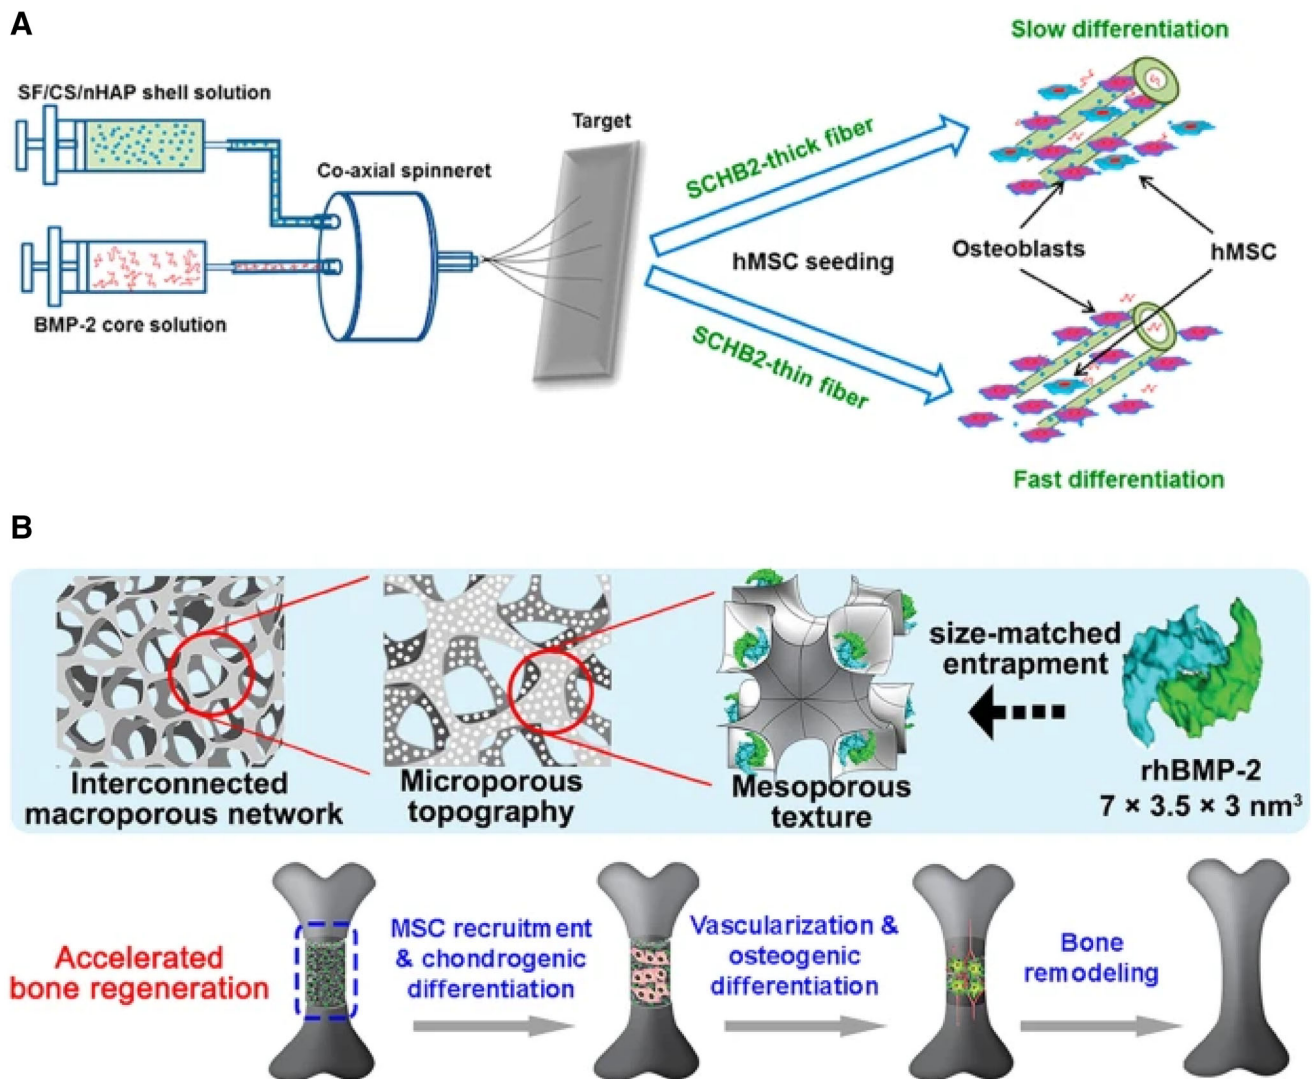 A
Slow differentiation
SF/CS/nHAP shell solution
Target
Co-axial spinneret
SCHB2-thick fiber
Osteoblasts
hMSC
hMSC seeding
BMP-2 core solution
SCHB2-thin fiber
Fast differentiation
B
size-matched
entrapment
Interconnected
macroporous network
Microporous
topography
Mesoporous
texture
rhBMP-2
7 × 3.5 × 3 nm³
Accelerated
bone regeneration
MSC recruitment
& chondrogenic
differentiation
Vascularization &
osteogenic
differentiation
Bone
remodeling